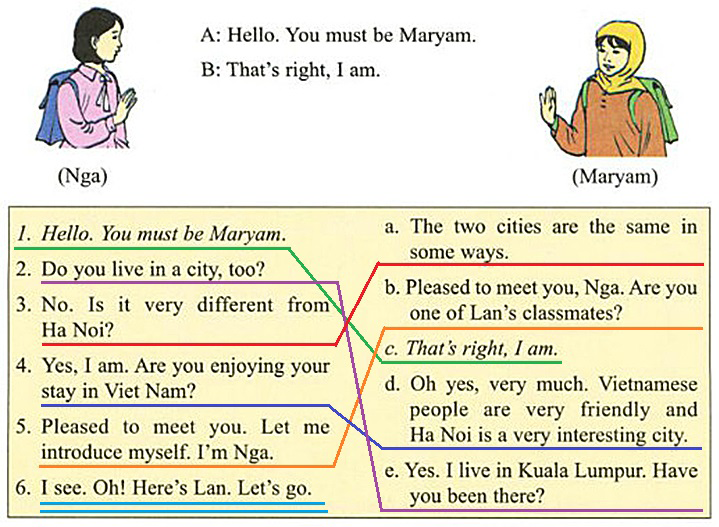 A: Hello. You must be Maryam.
B: That's right, I am.
(Nga)
(Maryam)
1. Hello. You must be Maryam.
2. Do you live in a city, too?
3. No. Is it very different from
Ha Noi?
4. Yes, I am. Are you enjoying your
stay in Viet Nam?
5. Pleased to meet you. Let me
introduce myself. I'm Nga.
6. I see. Oh! Here's Lan. Let's go.
a. The two cities are the same in
some ways.
b. Pleased to meet you, Nga. Are you
one of Lan's classmates?
c. That's right, I am.
d. Oh yes, very much. Vietnamese
people are very friendly and
Ha Noi is a very interesting city.
e. Yes. I live in Kuala Lumpur. Have
you been there?